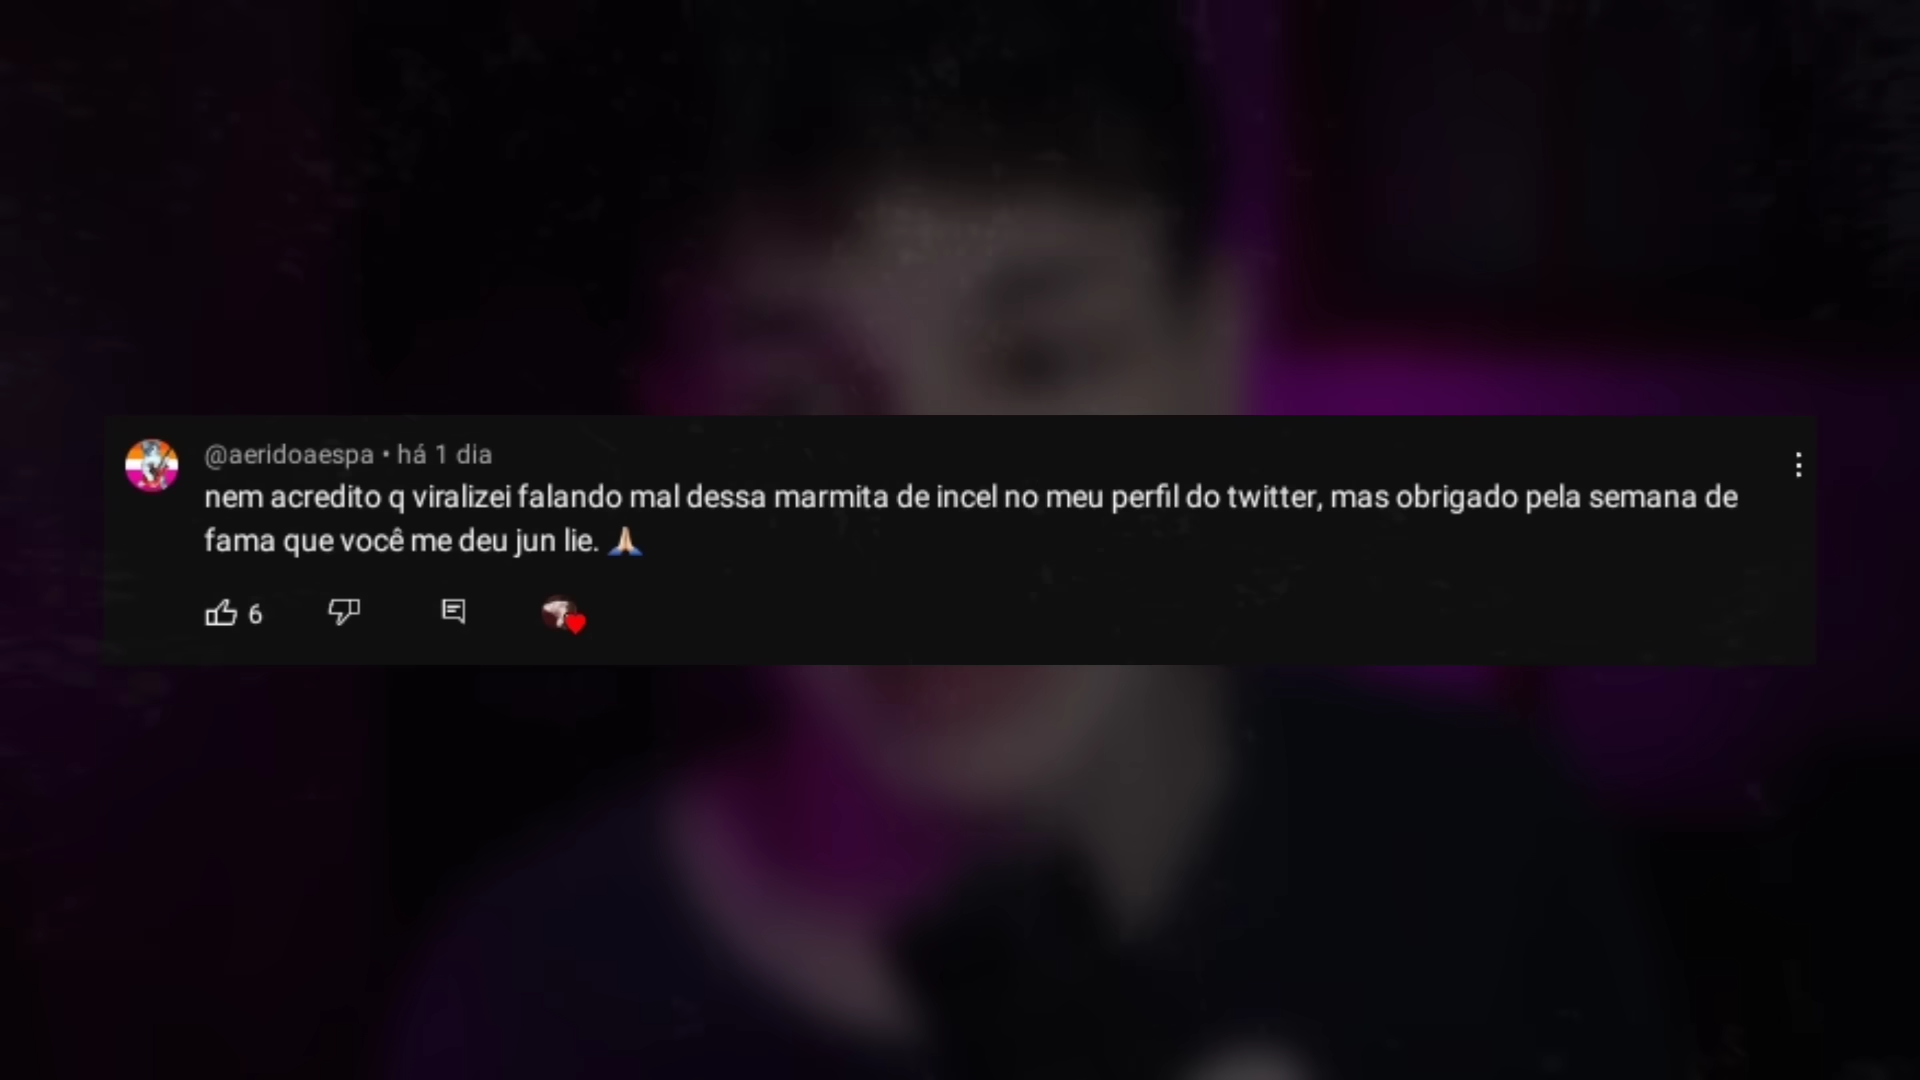 @aeridoaespa • há 1 dia
nem acredito q viralizei falando mal dessa marmita de incel no meu perfil do twitter, mas obrigado pela semana de
fama que você me deu jun lie. 🙏🏻
6